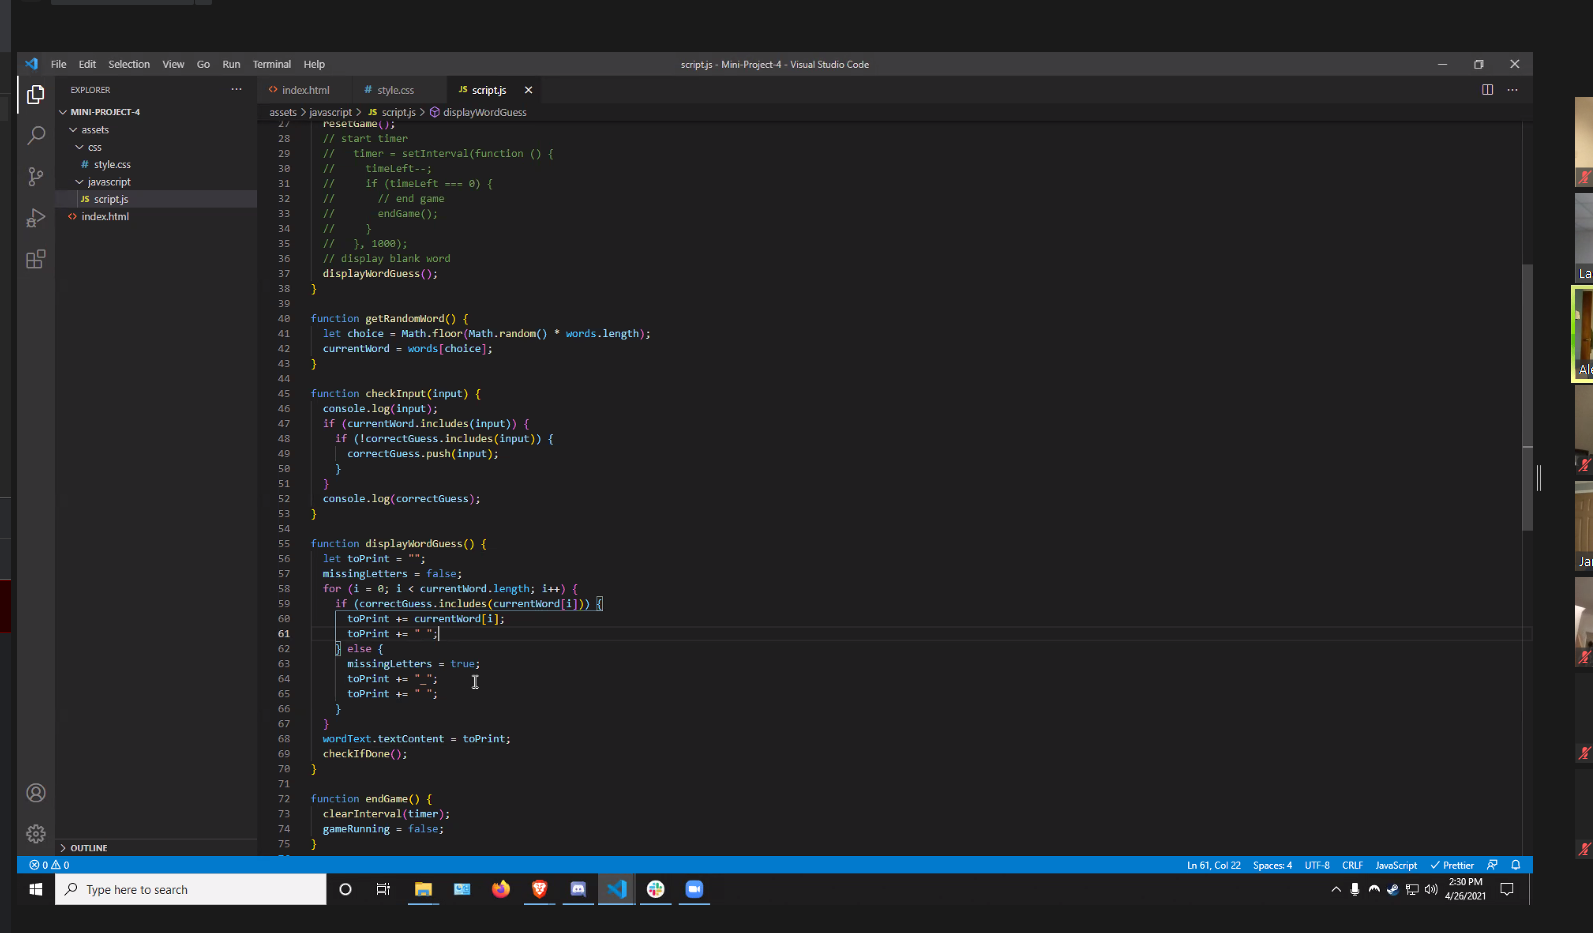 File Edit Selection View Go Run Terminal Help
script.js - Mini-Project-4 - Visual Studio Code
EXPLORER
MINI-PROJECT-4
assets
css
# style.css
javascript
JS script.js
<> index.html
OUTLINE
<> index.html # style.css JS script.js
assets > javascript > JS script.js > displayWordGuess
27 resetGame();
28 // start timer
29 // timer = setInterval(function () {
30 // timeLeft--;
31 // if (timeLeft === 0) {
32 // // end game
33 // endGame();
34 // }
35 // }, 1000);
36 // display blank word
37 displayWordGuess();
38 }
39
40 function getRandomWord() {
41 let choice = Math.floor(Math.random() * words.length);
42 currentWord = words[choice];
43 }
44
45 function checkInput(input) {
46 console.log(input);
47 if (currentWord.includes(input)) {
48 if (!correctGuess.includes(input)) {
49 correctGuess.push(input);
50 }
51 }
52 console.log(correctGuess);
53 }
54
55 function displayWordGuess() {
56 let toPrint = "";
57 missingLetters = false;
58 for (i = 0; i < currentWord.length; i++) {
59 if (correctGuess.includes(currentWord[i])) {
60 toPrint += currentWord[i];
61 toPrint += " ";
62 } else {
63 missingLetters = true;
64 toPrint += "_";
65 toPrint += " ";
66 }
67 }
68 wordText.textContent = toPrint;
69 checkIfDone();
70 }
71
72 function endGame() {
73 clearInterval(timer);
74 gameRunning = false;
75 }
0 0
Ln 61, Col 22 Spaces: 4 UTF-8 CRLF JavaScript Prettier
Type here to search
2:30 PM
4/26/2021
La
Ale
Jar